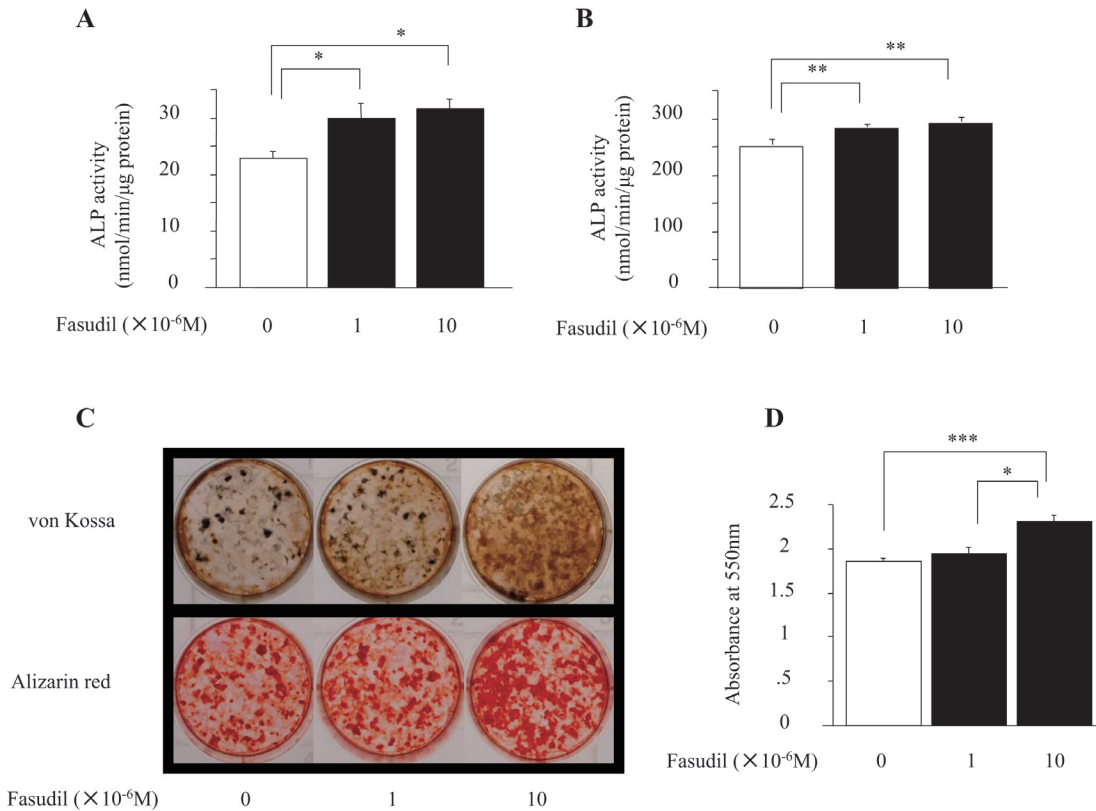 A
* *
ALP activity
(nmol/min/μg protein)
30
20
10
0
Fasudil (×10-6M) 0 1 10
B
** **
ALP activity
(nmol/min/μg protein)
300
200
100
0
Fasudil (×10-6M) 0 1 10
C
von Kossa
Alizarin red
Fasudil (×10-6M) 0 1 10
D
***
*
Absorbance at 550nm
2.5
2
1.5
1
.5
0
Fasudil (×10-6M) 0 1 10